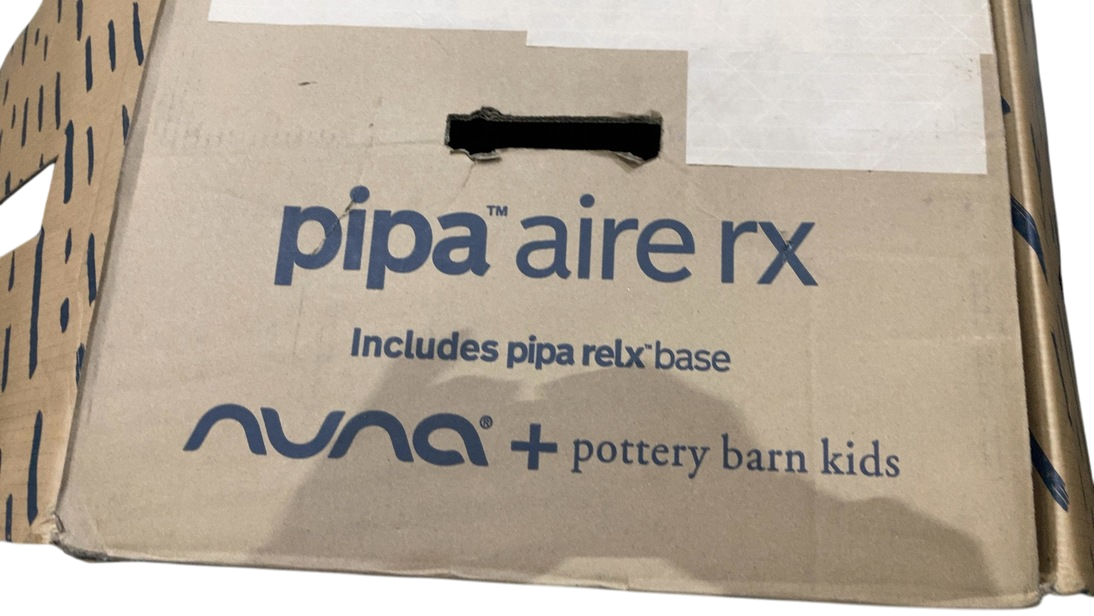 pipa™ aire rx
Includes pipa relx™ base
nuna® + pottery barn kids